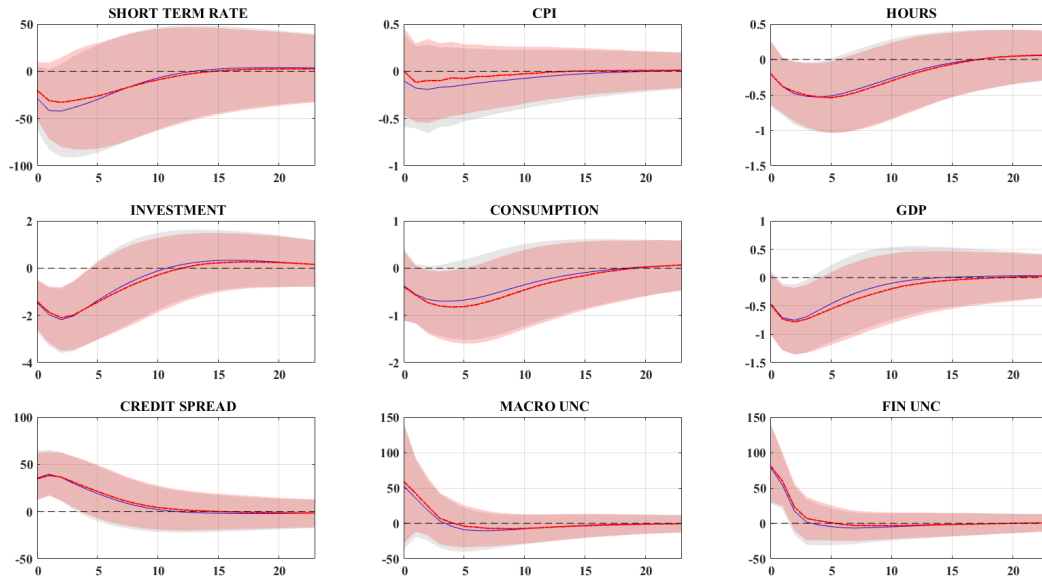 SHORT TERM RATE
50
0
-50
-100
0 5 10 15 20
CPI
0.5
0
-0.5
-1
0 5 10 15 20
HOURS
0.5
0
-0.5
-1
-1.5
0 5 10 15 20
INVESTMENT
2
0
-2
-4
0 5 10 15 20
CONSUMPTION
1
0
-1
-2
0 5 10 15 20
GDP
1
0.5
0
-0.5
-1
-1.5
0 5 10 15 20
CREDIT SPREAD
100
50
0
-50
0 5 10 15 20
MACRO UNC
150
100
50
0
-50
0 5 10 15 20
FIN UNC
150
100
50
0
-50
0 5 10 15 20